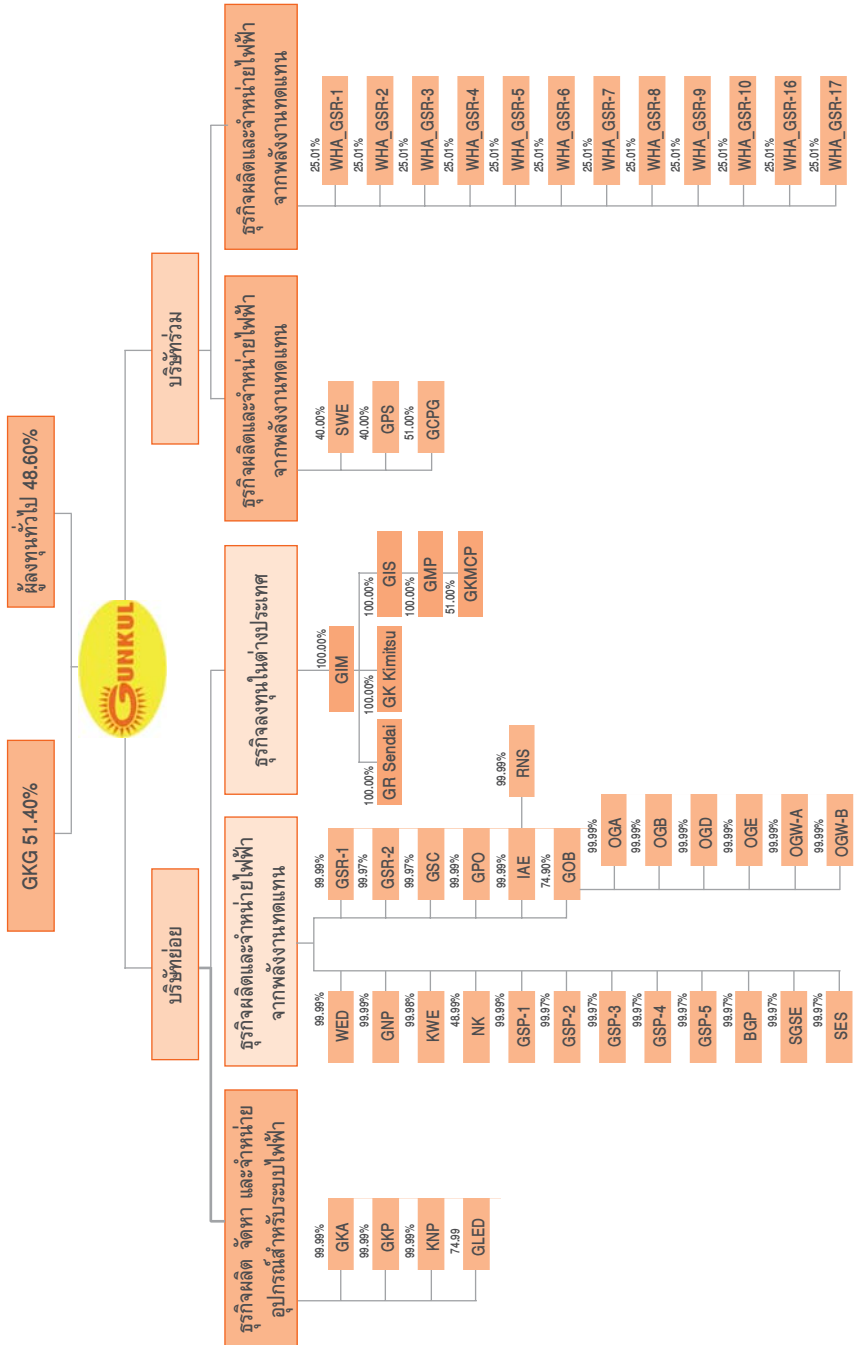 GKG 51.40%
ผู้ลงทุนทั่วไป 48.60%
GUNKUL
บริษัทย่อย
บริษัทร่วม
ธุรกิจผลิต จัดหา และจำหน่าย
อุปกรณ์สำหรับระบบไฟฟ้า
99.99%
GKA
99.99%
GKP
99.99%
KNP
74.99
GLED
ธุรกิจผลิตและจำหน่ายไฟฟ้า
จากพลังงานทดแทน
99.99%
WED
99.99%
GNP
99.98%
KWE
48.99%
NK
99.99%
GSP-1
99.97%
GSP-2
99.97%
GSP-3
99.97%
GSP-4
99.97%
GSP-5
99.97%
BGP
99.97%
SGSE
99.97%
SES
99.99%
GSR-1
99.97%
GSR-2
99.97%
GSC
99.99%
GPO
99.99%
IAE
99.99%
RNS
74.90%
GOB
99.99%
OGA
99.99%
OGB
99.99%
OGD
99.99%
OGE
99.99%
OGW-A
99.99%
OGW-B
ธุรกิจลงทุนในต่างประเทศ
100.00%
GIM
100.00%
GR Sendai
100.00%
GK Kimitsu
100.00%
GIS
100.00%
GMP
51.00%
GKMCP
ธุรกิจผลิตและจำหน่ายไฟฟ้า
จากพลังงานทดแทน
40.00%
SWE
40.00%
GPS
51.00%
GCPG
ธุรกิจผลิตและจำหน่ายไฟฟ้า
จากพลังงานทดแทน
25.01%
WHA_GSR-1
25.01%
WHA_GSR-2
25.01%
WHA_GSR-3
25.01%
WHA_GSR-4
25.01%
WHA_GSR-5
25.01%
WHA_GSR-6
25.01%
WHA_GSR-7
25.01%
WHA_GSR-8
25.01%
WHA_GSR-9
25.01%
WHA_GSR-10
25.01%
WHA_GSR-16
25.01%
WHA_GSR-17